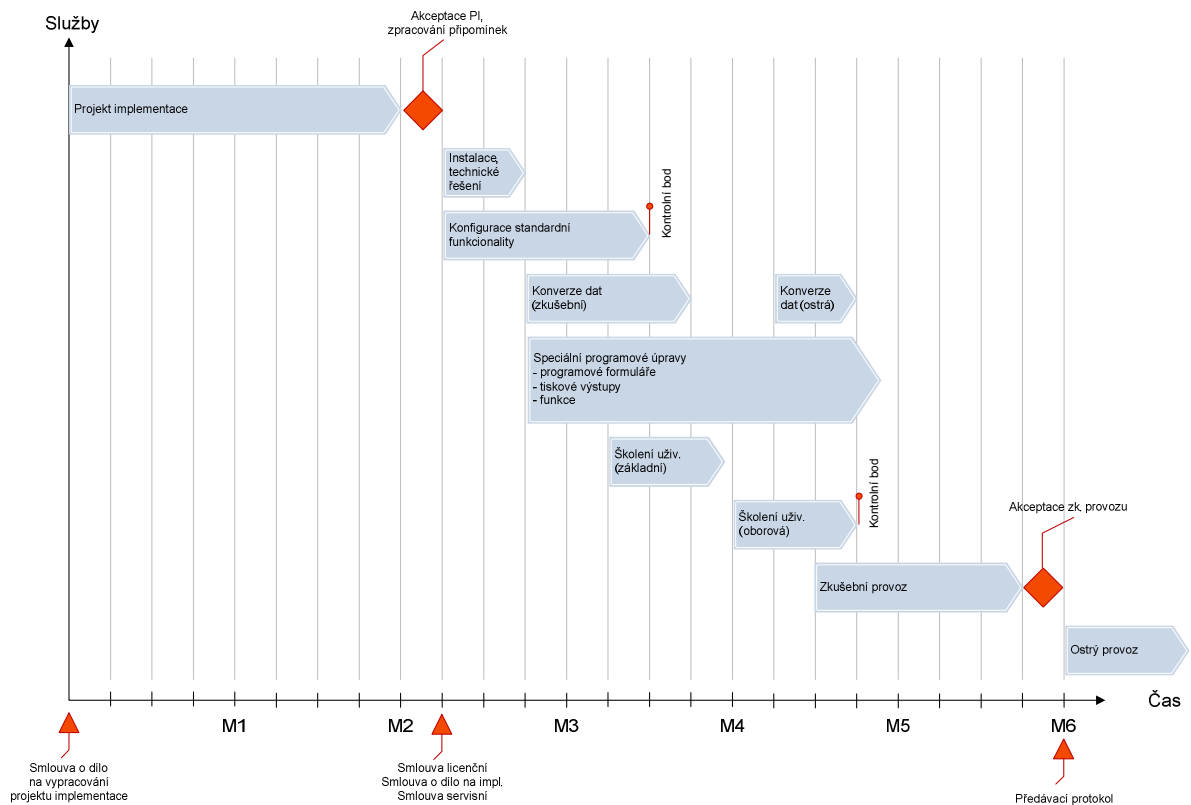 Služby
Akceptace PI,
zpracování připomínek
Projekt implementace
Instalace,
technické
řešení
Kontrolní bod
Konfigurace standardní
funkcionality
Konverze dat
(zkušební)
Konverze
dat (ostrá)
Speciální programové úpravy
- programové formuláře
- tiskové výstupy
- funkce
Školení uživ.
(základní)
Kontrolní bod
Školení uživ.
(oborová)
Akceptace zk. provozu
Zkušební provoz
Ostrý provoz
Čas
M1
M2
M3
M4
M5
M6
Smlouva o dílo
na vypracování
projektu implementace
Smlouva licenční
Smlouva o dílo na impl.
Smlouva servisní
Předávací protokol